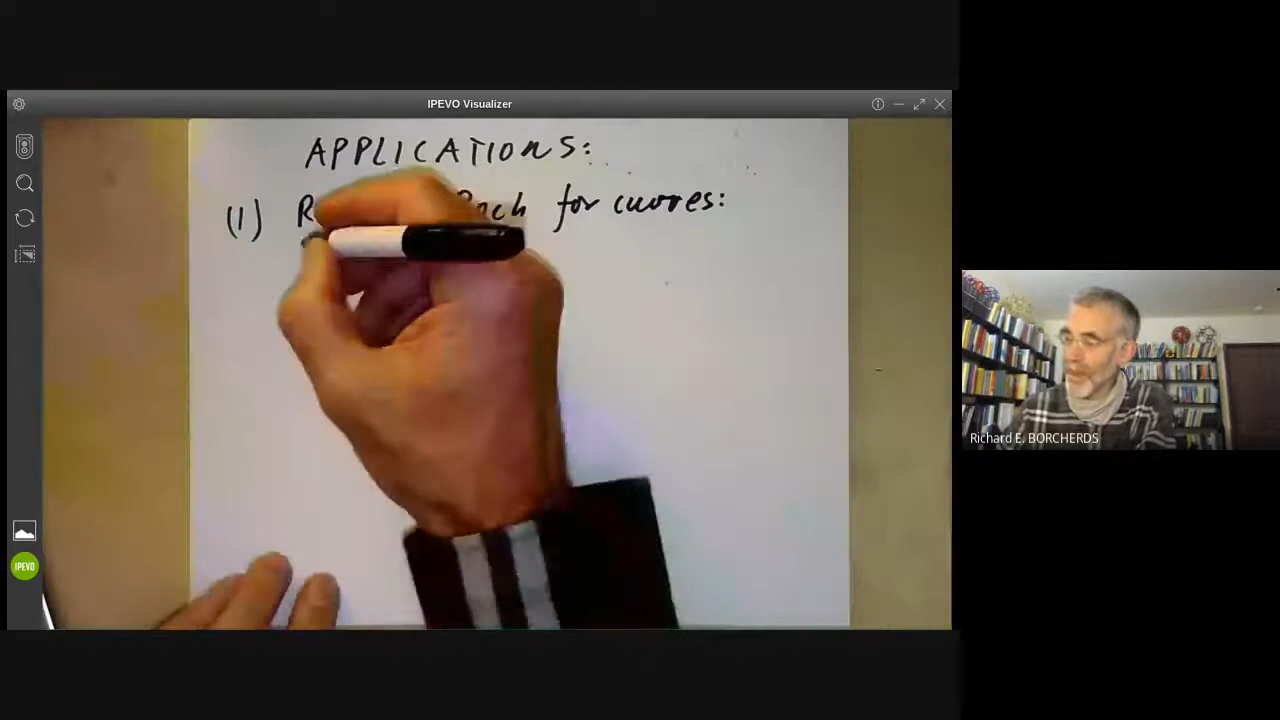 IPEVO Visualizer
APPLICATIONS:
(1) R for curves:
Richard E. BORCHERDS
IPEVO